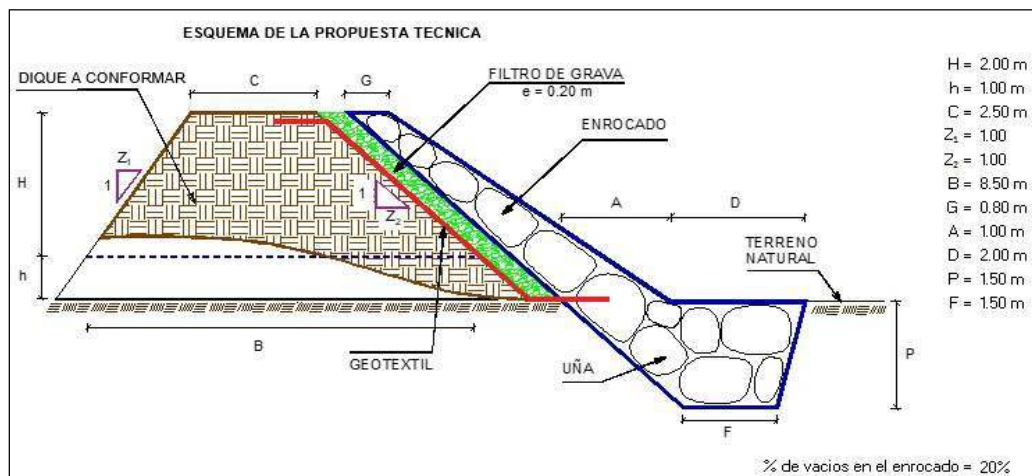 ESQUEMA DE LA PROPUESTA TECNICA
DIQUE A CONFORMAR
C
G
FILTRO DE GRAVA
e = 0.20 m
ENROCADO
H
Z₁
1
1
Z₂
A
D
TERRENO
NATURAL
h
B
GEOTEXTIL
UÑA
P
F
H = 2.00 m
h = 1.00 m
C = 2.50 m
Z₁ = 1.00
Z₂ = 1.00
B = 8.50 m
G = 0.80 m
A = 1.00 m
D = 2.00 m
P = 1.50 m
F = 1.50 m
% de vacios en el enrocado = 20%